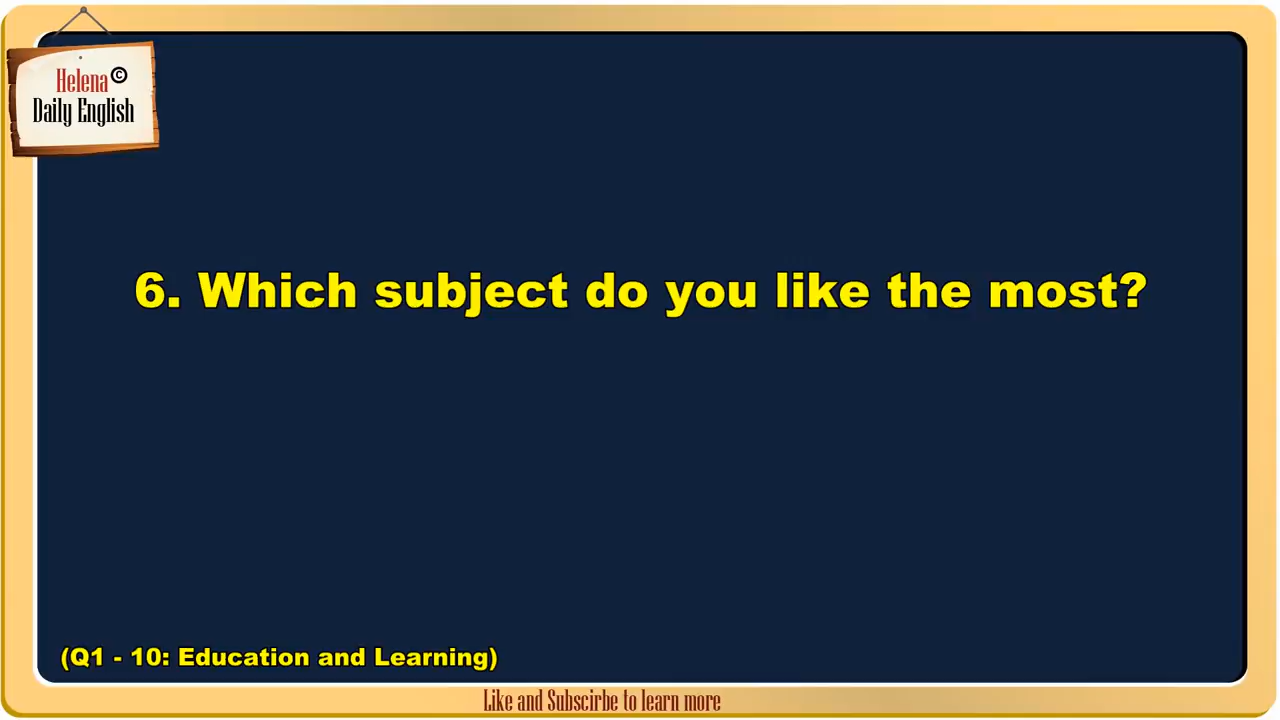 Helena©
Daily English
6. Which subject do you like the most?
(Q1 - 10: Education and Learning)
Like and Subscirbe to learn more